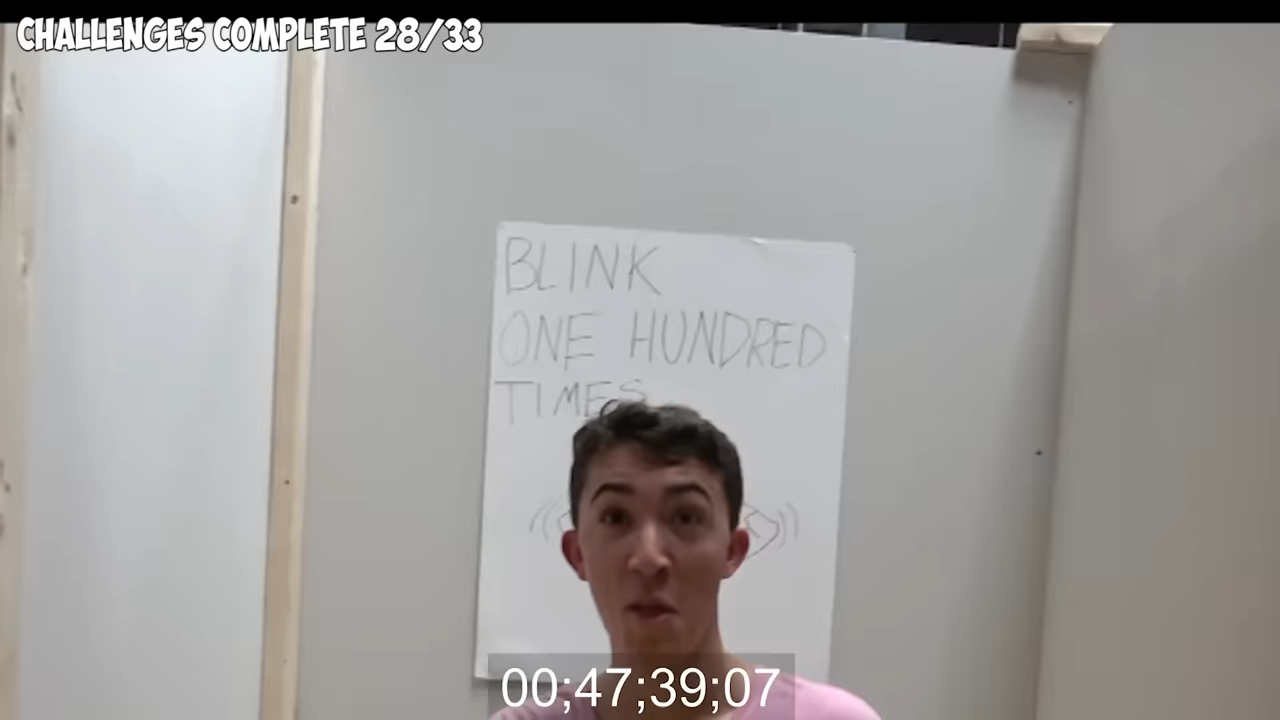 CHALLENGES COMPLETE 28/33
BLINK
ONE HUNDRED
TIMES
00;47;39;07